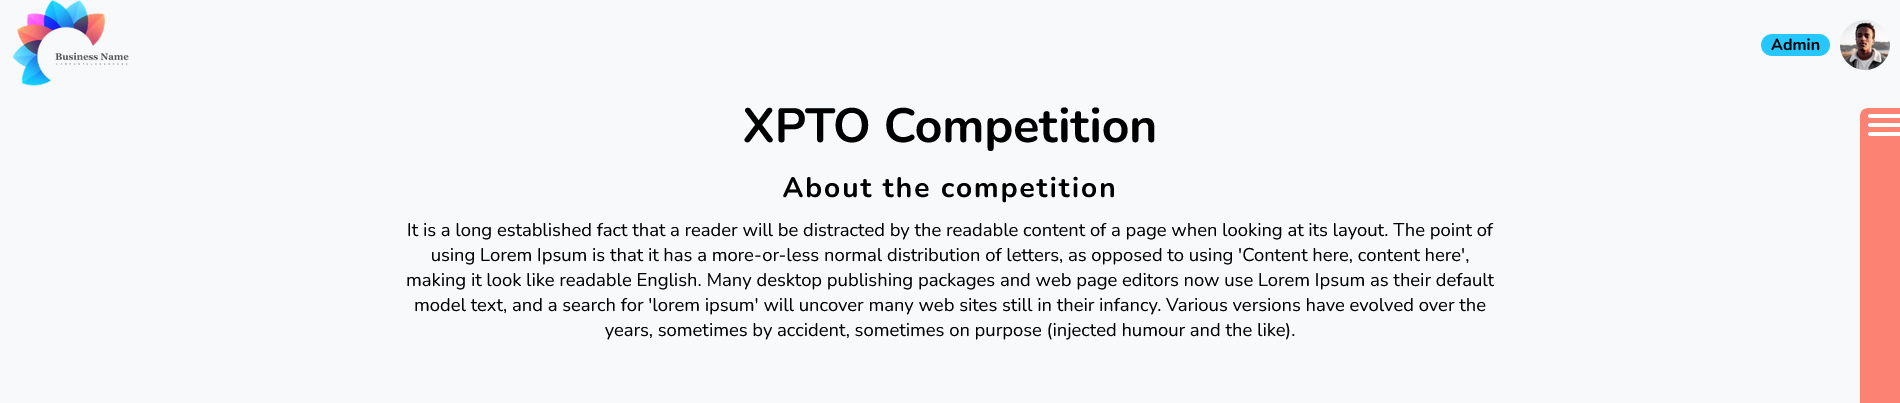 Business Name
Admin
XPTO Competition
About the competition
It is a long established fact that a reader will be distracted by the readable content of a page when looking at its layout. The point of
using Lorem Ipsum is that it has a more-or-less normal distribution of letters, as opposed to using 'Content here, content here',
making it look like readable English. Many desktop publishing packages and web page editors now use Lorem Ipsum as their default
model text, and a search for 'lorem ipsum' will uncover many web sites still in their infancy. Various versions have evolved over the
years, sometimes by accident, sometimes on purpose (injected humour and the like).